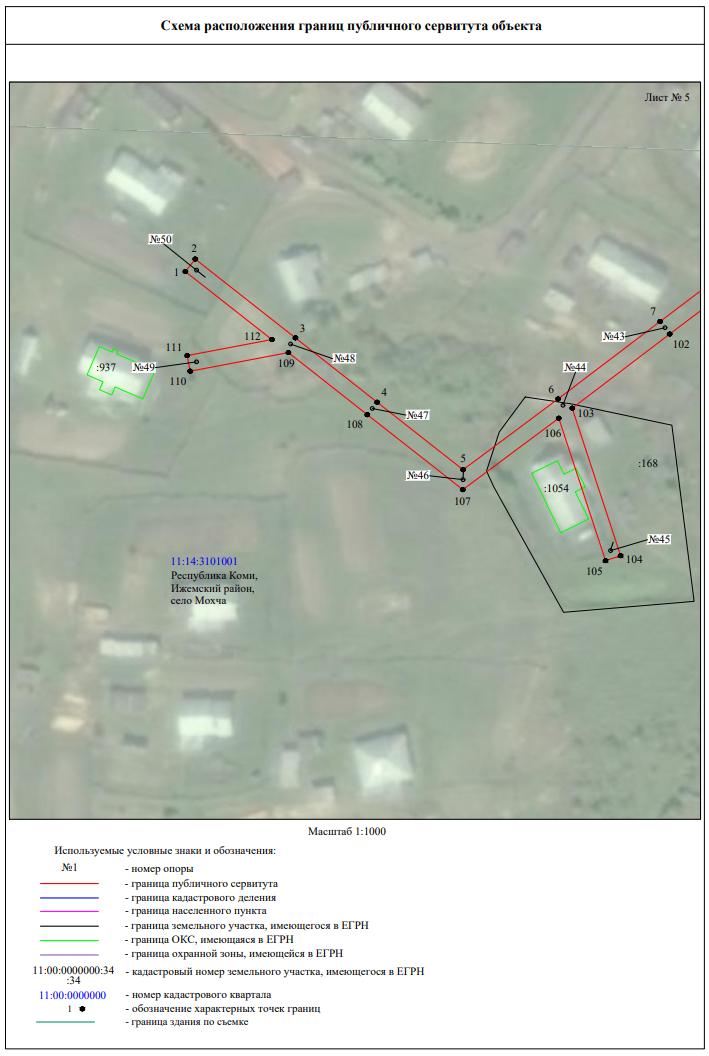 Схема расположения границ публичного сервитута объекта
Лист № 5
№50
2
1
112
3
111
№49
:937
110
109
№48
4
№47
108
5
№46
107
7
№43
102
№44
6
103
106
:168
:1054
№45
104
105
11:14:3101001
Республика Коми,
Ижемский район,
село Мохча
Масштаб 1:1000
Используемые условные знаки и обозначения:
№1 - номер опоры
- граница публичного сервитута
- граница кадастрового деления
- граница населенного пункта
- граница земельного участка, имеющегося в ЕГРН
- граница ОКС, имеющаяся в ЕГРН
- граница охранной зоны, имеющейся в ЕГРН
11:00:0000000:34 - кадастровый номер земельного участка, имеющегося в ЕГРН
:34
11:00:0000000 - номер кадастрового квартала
1 - обозначение характерных точек границ
- граница здания по съемке